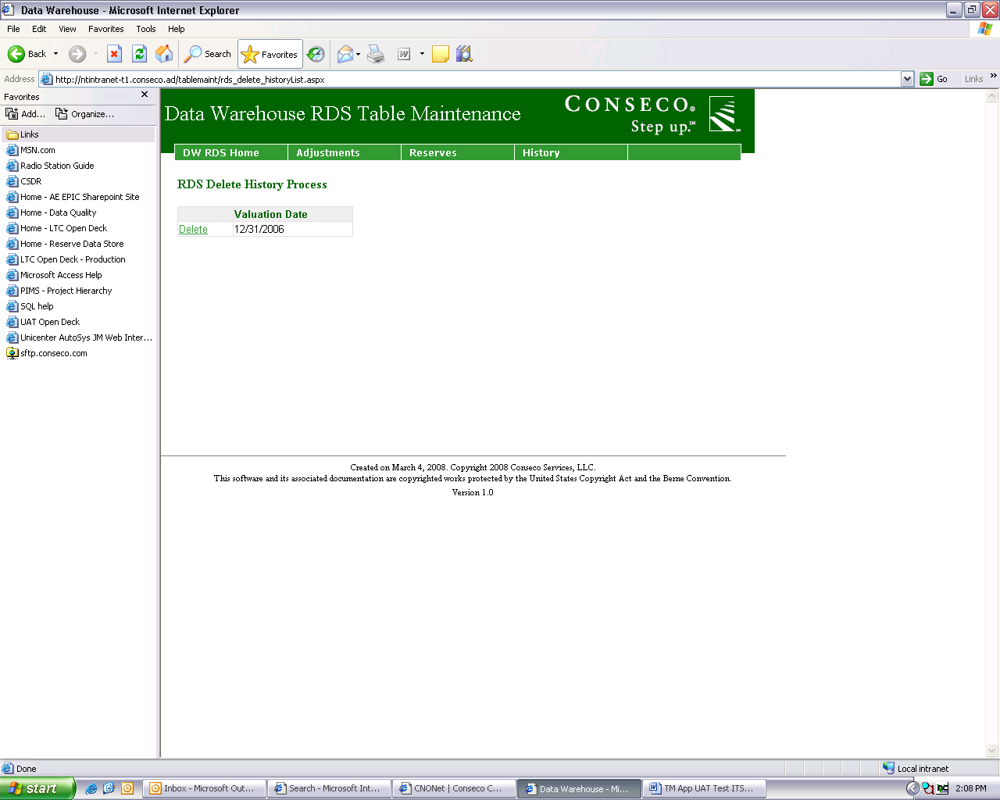 Data Warehouse - Microsoft Internet Explorer
File Edit View Favorites Tools Help
Back Search Favorites
Address http://ntintranet-t1.conseco.ad/tablemaint/rds_delete_historyList.aspx Go Links »
Favorites
Add... Organize...
Links
MSN.com
Radio Station Guide
CSDR
Home - AE EPIC Sharepoint Site
Home - Data Quality
Home - LTC Open Deck
Home - Reserve Data Store
LTC Open Deck - Production
Microsoft Access Help
PIMS - Project Hierarchy
SQL help
UAT Open Deck
Unicenter AutoSys JM Web Inter...
sftp.conseco.com
Data Warehouse RDS Table Maintenance
CONSECO®
Step up.℠
DW RDS Home Adjustments Reserves History
RDS Delete History Process
Valuation Date
Delete 12/31/2006
Created on March 4, 2008. Copyright 2008 Conseco Services, LLC.
This software and its associated documentation are copyrighted works protected by the United States Copyright Act and the Berne Convention.
Version 1.0
Done Local intranet
start Inbox - Microsoft Out... Search - Microsoft Int... CNONet | Conseco C... Data Warehouse - Mi... TM App UAT Test ITS... 2:08 PM